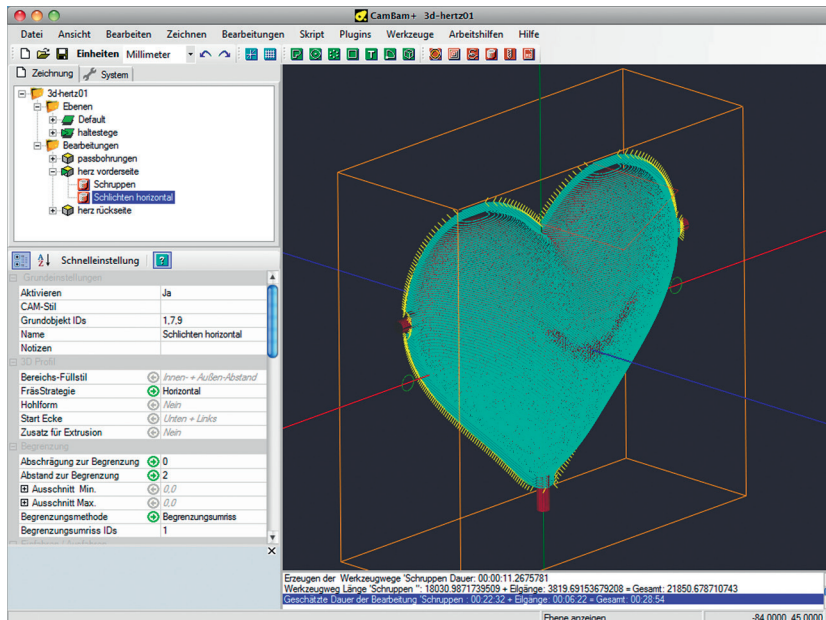 CamBam+ 3d-hertz01
Datei Ansicht Bearbeiten Zeichnen Bearbeitungen Skript Plugins Werkzeuge Arbeitshilfen Hilfe
Einheiten Millimeter
Zeichnung System
3d-hertz01
Ebenen
Default
haltestege
Bearbeitungen
passbohrungen
herz vorderseite
Schruppen
Schlichten horizontal
herz rückseite
Schnelleinstellung
Grundeinstellungen
Aktivieren Ja
CAM-Stil
Grundobjekt IDs 1,7,9
Name Schlichten horizontal
Notizen
3D Profil
Bereichs-Füllstil Innen- + Außen-Abstand
FräsStrategie Horizontal
Hohlform Nein
Start Ecke Unten + Links
Zusatz für Extrusion Nein
Begrenzung
Abschrägung zur Begrenzung 0
Abstand zur Begrenzung 2
Ausschnitt Min. 0,0
Ausschnitt Max. 0,0
Begrenzungsmethode Begrenzungsumriss
Begrenzungsumriss IDs 1
Erzeugen der Werkzeugwege 'Schruppen Dauer: 00:00:11.2675781
Werkzeugweg Länge 'Schruppen '': 18030.9871739509 + Eilgänge: 3819.69153679208 = Gesamt: 21850.678710743
Geschätzte Dauer der Bearbeitung 'Schruppen : 00:22:32 + Eilgänge: 00:06:22 = Gesamt: 00:28:54
Ebene anzeigen -84.0000, 45.0000